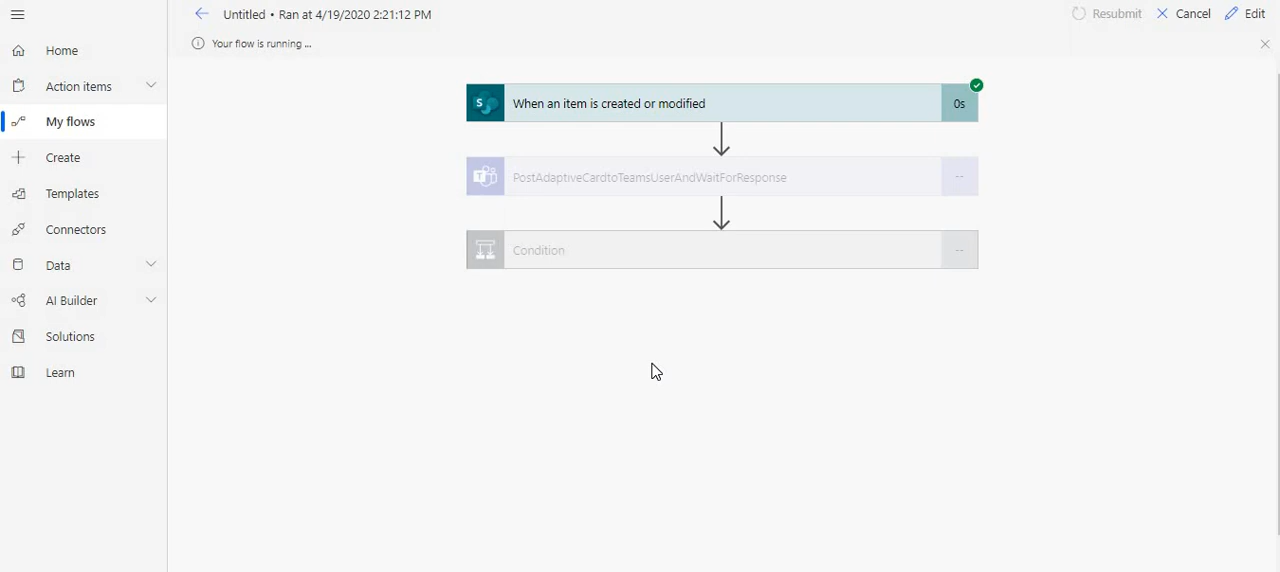 Untitled • Ran at 4/19/2020 2:21:12 PM
Resubmit
Cancel
Edit
Your flow is running ...
Home
Action items
My flows
Create
Templates
Connectors
Data
AI Builder
Solutions
Learn
S
When an item is created or modified
0s
T
PostAdaptiveCardtoTeamsUserAndWaitForResponse
--
Condition
--